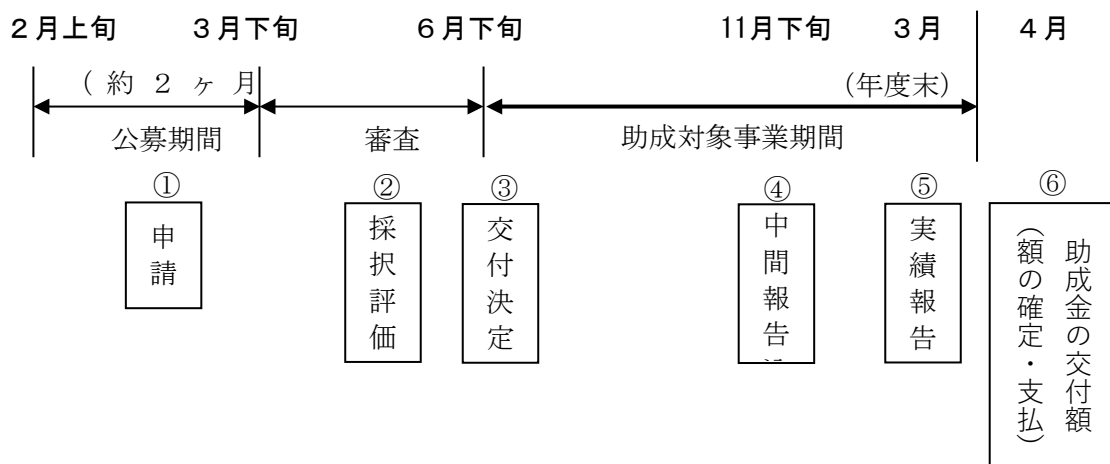 ２月上旬 ３月下旬 ６月下旬 11月下旬 ３月 ４月
(約２ヶ月 (年度末)
公募期間 審査 助成対象事業期間
① ② ③ ④ ⑤ ⑥
申請
採択評価
交付決定
中間報告
実績報告
助成金の交付額
(額の確定・支払)